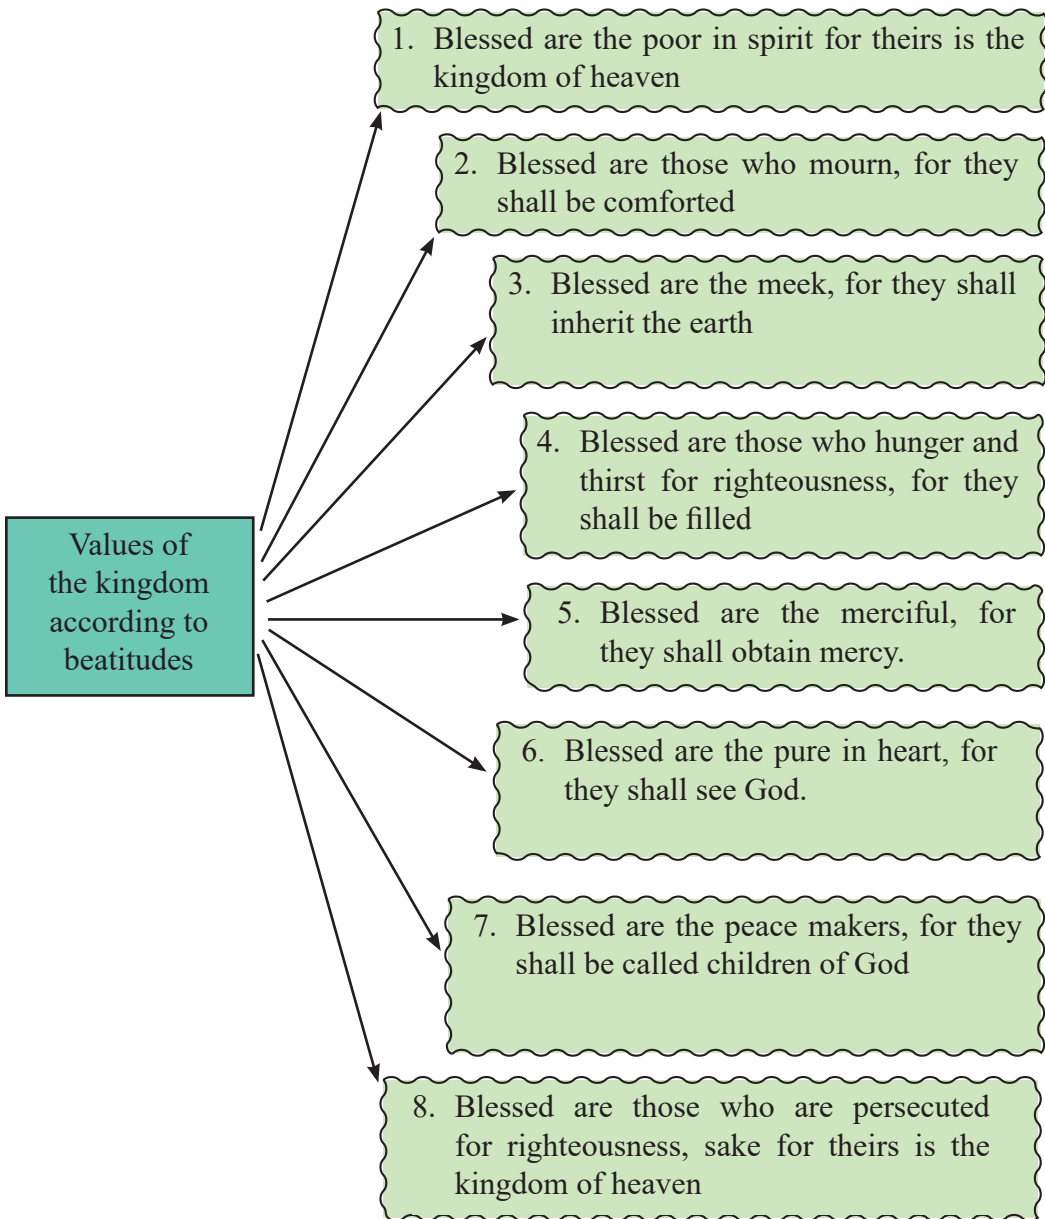 1. Blessed are the poor in spirit for theirs is the
kingdom of heaven
2. Blessed are those who mourn, for they
shall be comforted
3. Blessed are the meek, for they shall
inherit the earth
4. Blessed are those who hunger and
thirst for righteousness, for they
shall be filled
Values of
the kingdom
according to
beatitudes
5. Blessed are the merciful, for
they shall obtain mercy.
6. Blessed are the pure in heart, for
they shall see God.
7. Blessed are the peace makers, for they
shall be called children of God
8. Blessed are those who are persecuted
for righteousness, sake for theirs is the
kingdom of heaven